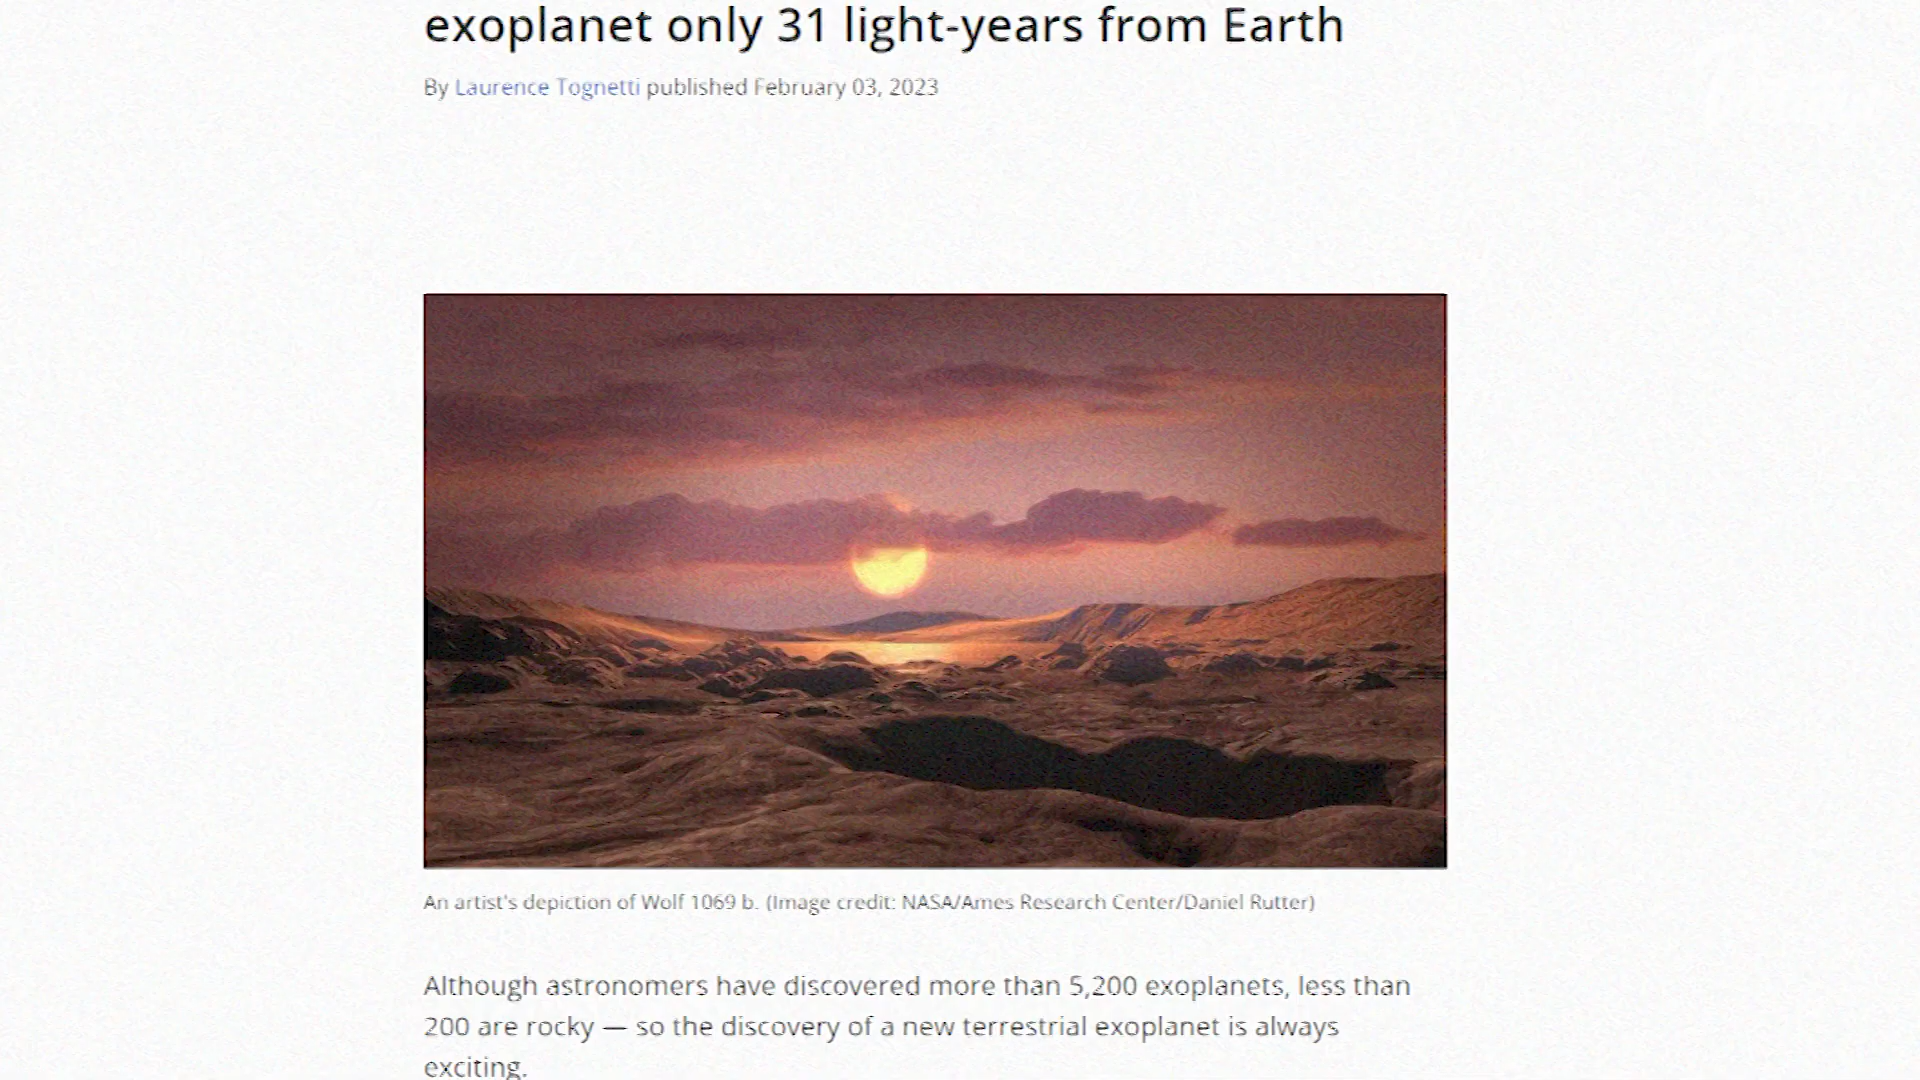 exoplanet only 31 light-years from Earth
By Laurence Tognetti published February 03, 2023
An artist's depiction of Wolf 1069 b. (Image credit: NASA/Ames Research Center/Daniel Rutter)
Although astronomers have discovered more than 5,200 exoplanets, less than
200 are rocky — so the discovery of a new terrestrial exoplanet is always
exciting.